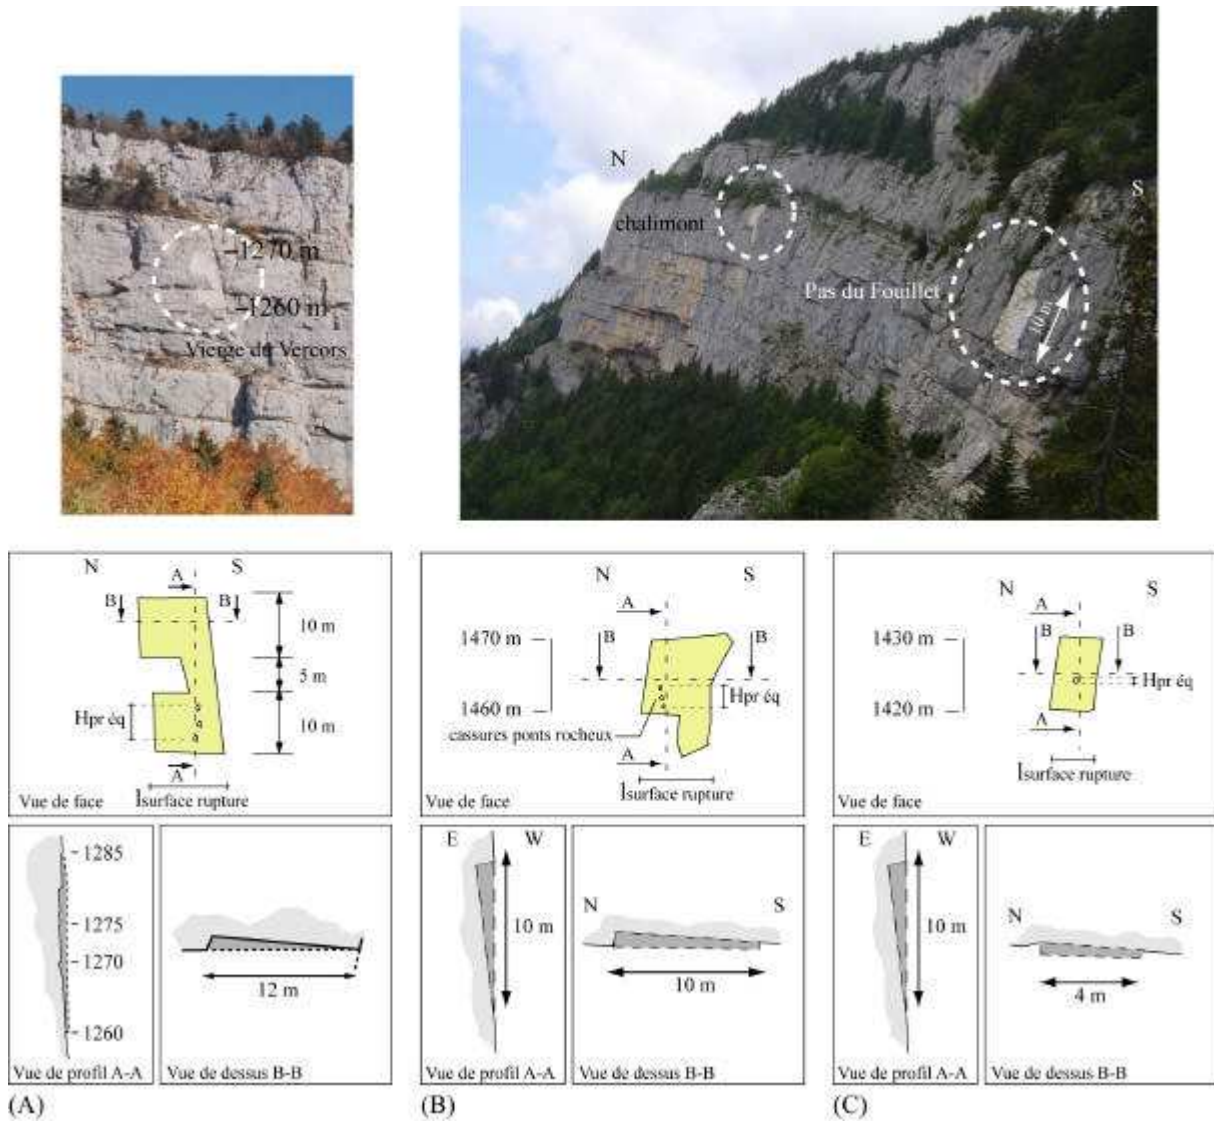 N
chalimont
S
Pas du Fouillet
10 m
–1270 m
–1260 m
Vierge du Vercors
N S
A
B B
10 m
5 m
10 m
Hpr éq
A
lsurface rupture
Vue de face
N S
A
B B
1470 m
1460 m
Hpr éq
cassures ponts rocheux
A
lsurface rupture
Vue de face
N S
A
B B
1430 m
1420 m
Hpr éq
A
lsurface rupture
Vue de face
1285
1275
1270
1260
Vue de profil A-A
12 m
Vue de dessus B-B
E W
10 m
Vue de profil A-A
N S
10 m
Vue de dessus B-B
E W
10 m
Vue de profil A-A
N S
4 m
Vue de dessus B-B
(A)
(B)
(C)